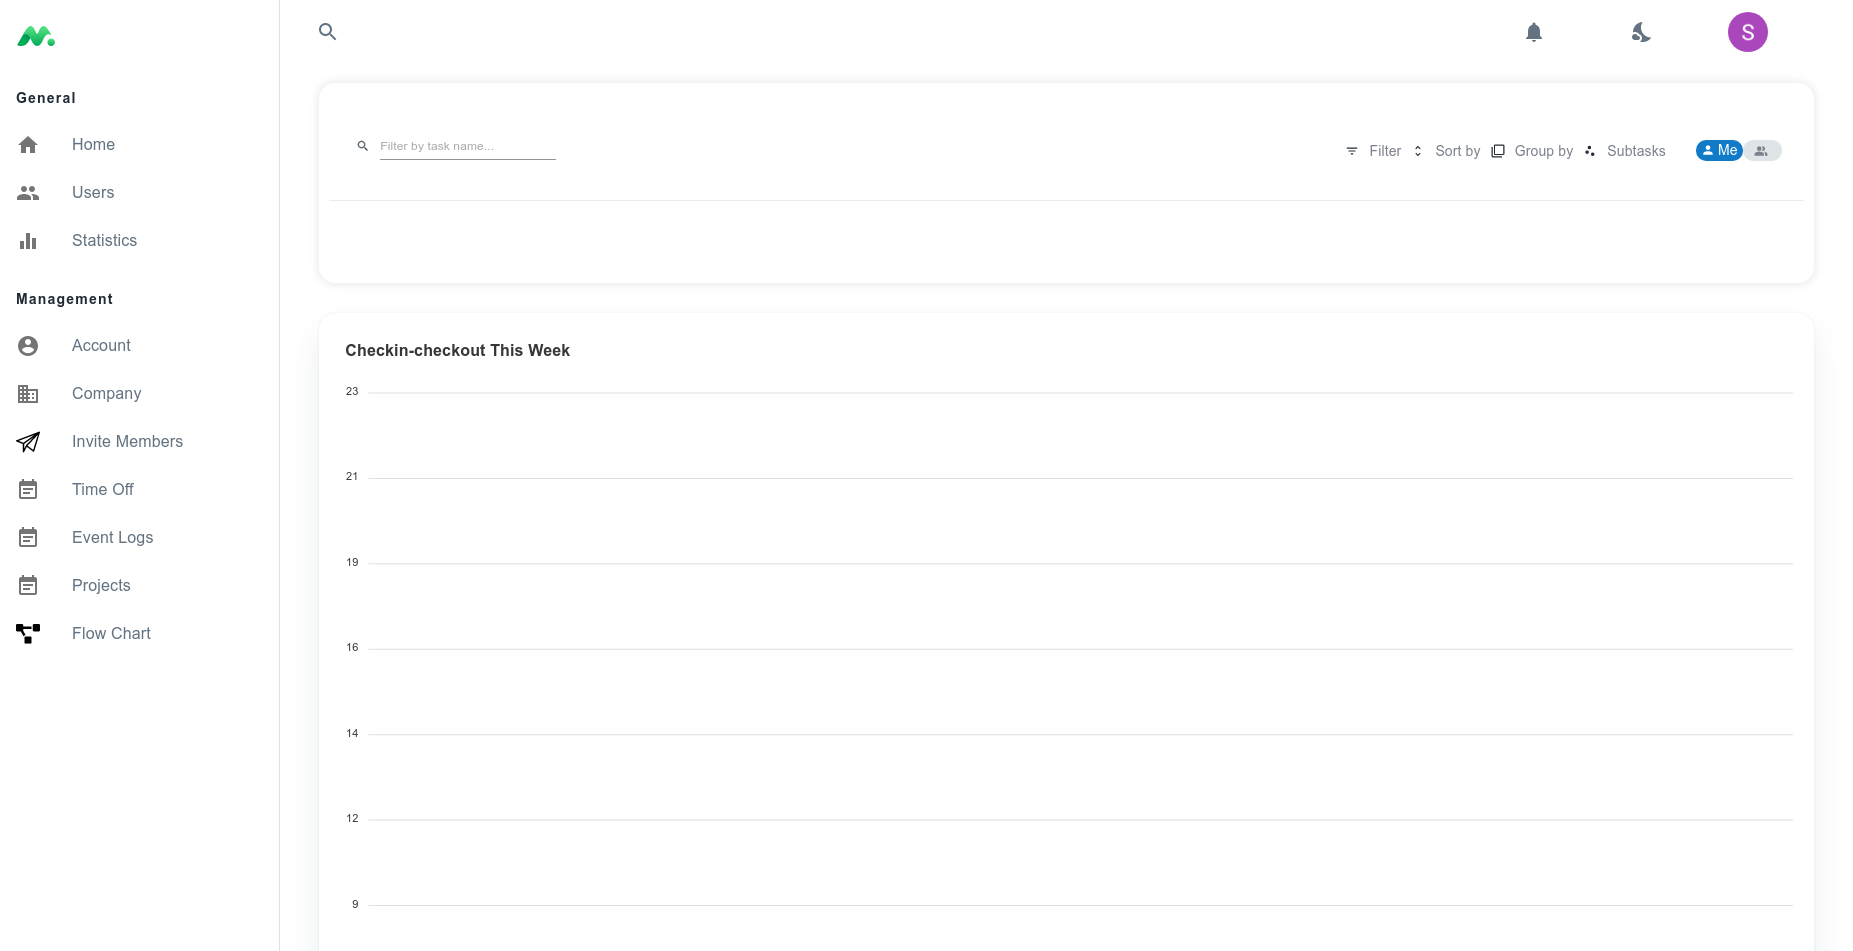 S
General
Home
Users
Statistics
Management
Account
Company
Invite Members
Time Off
Event Logs
Projects
Flow Chart
Filter by task name...
Filter
Sort by
Group by
Subtasks
Me
Checkin-checkout This Week
23
21
19
16
14
12
9